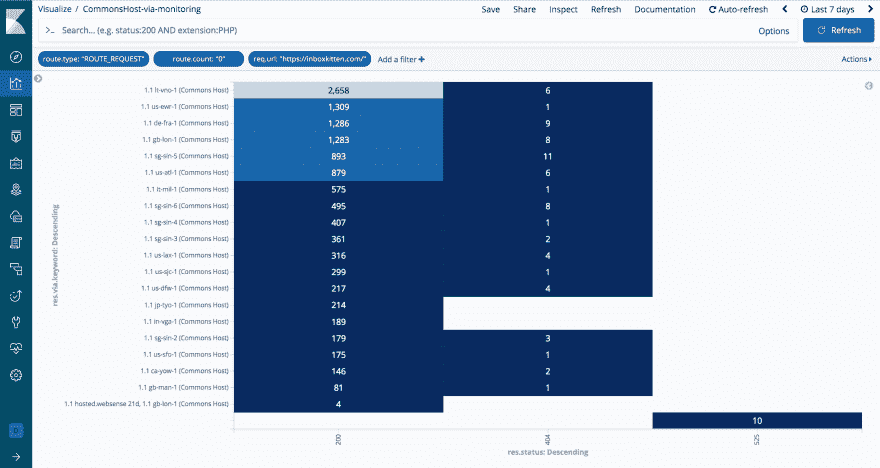 Visualize / CommonsHost-via-monitoring Save Share Inspect Refresh Documentation Auto-refresh Last 7 days
>_ Search... (e.g. status:200 AND extension:PHP) Options Refresh
route.type: "ROUTE_REQUEST" route.count: "0" req.url: "https://inboxkitten.com/" Add a filter + Actions
1.1 lt-vno-1 (Commons Host) 2,658 6
1.1 us-ewr-1 (Commons Host) 1,309 1
1.1 de-fra-1 (Commons Host) 1,286 9
1.1 gb-lon-1 (Commons Host) 1,283 8
1.1 sg-sin-5 (Commons Host) 893 11
1.1 us-atl-1 (Commons Host) 879 6
1.1 it-mil-1 (Commons Host) 575 1
1.1 sg-sin-6 (Commons Host) 495 8
1.1 sg-sin-4 (Commons Host) 407 1
1.1 sg-sin-3 (Commons Host) 361 2
1.1 us-lax-1 (Commons Host) 316 4
1.1 us-sjc-1 (Commons Host) 299 1
1.1 us-dfw-1 (Commons Host) 217 4
1.1 jp-tyo-1 (Commons Host) 214
1.1 in-vga-1 (Commons Host) 189
1.1 sg-sin-2 (Commons Host) 179 3
1.1 us-sfo-1 (Commons Host) 175 1
1.1 ca-yow-1 (Commons Host) 146 2
1.1 gb-man-1 (Commons Host) 81 1
1.1 hosted.websense 21d, 1.1 gb-lon-1 (Commons Host) 4
10
res.via.keyword: Descending
200 404 525
res.status: Descending